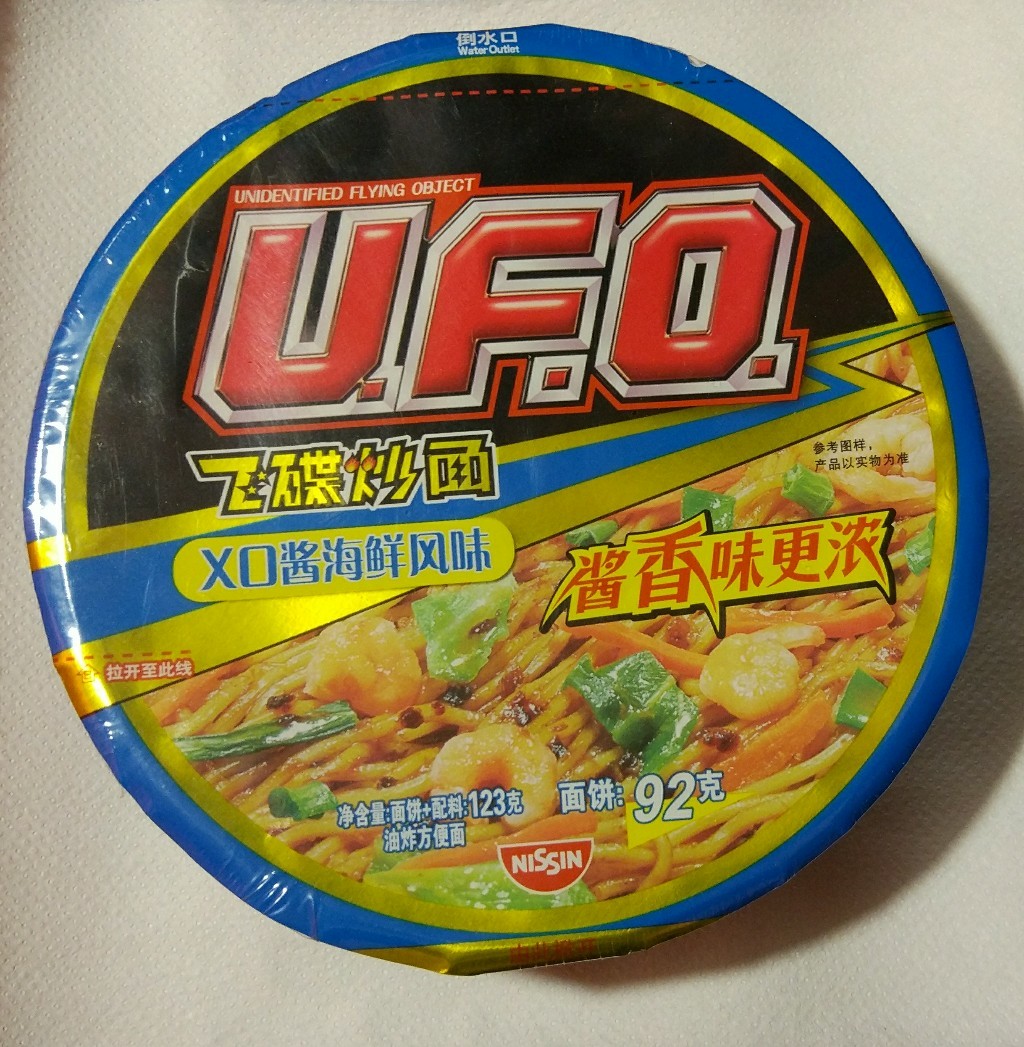 倒水口
Water Outlet
UNIDENTIFIED FLYING OBJECT
U.F.O.
飞碟炒面
参考图样，
产品以实物为准
XO酱海鲜风味
酱香味更浓
拉开至此线
净含量:面饼+配料:123克
油炸方便面
面饼:92克
NISSIN